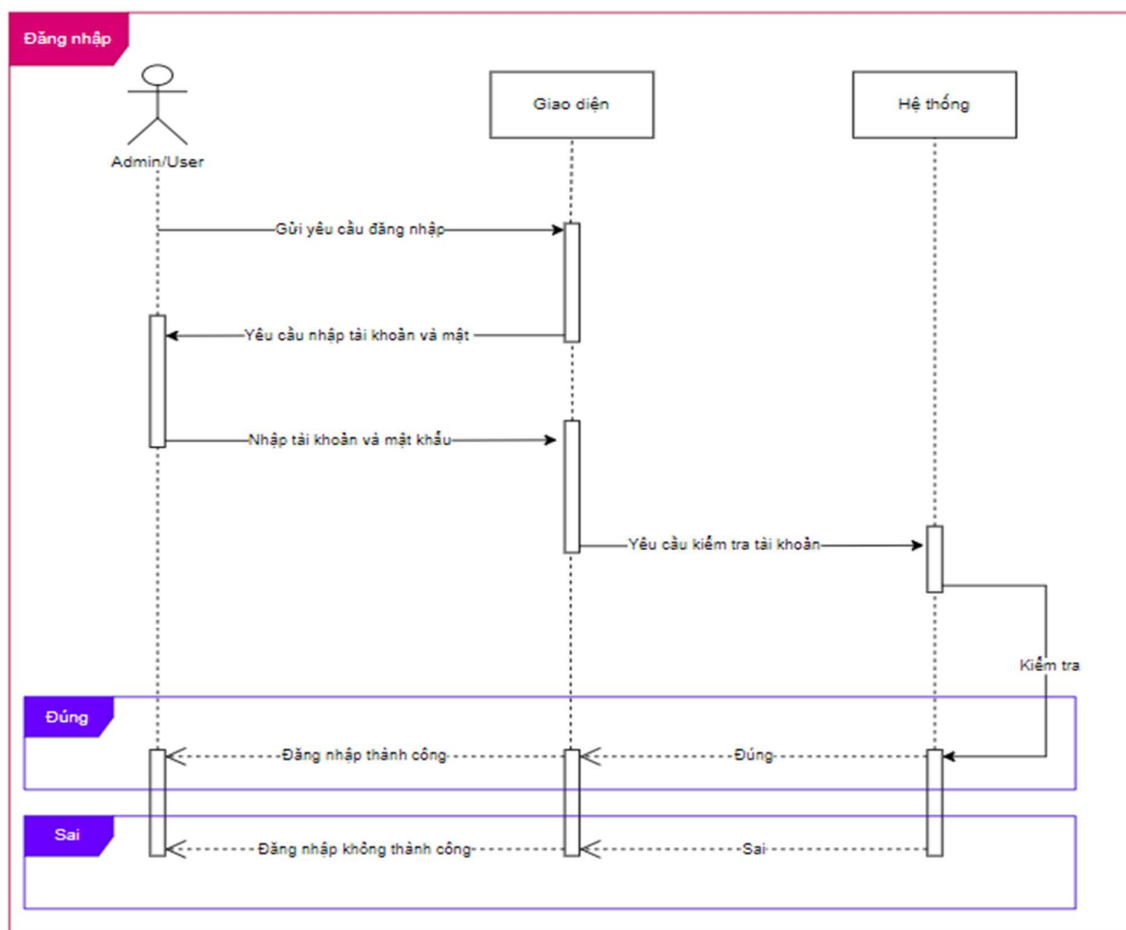 Đăng nhập
Giao diện
Hệ thống
Admin/User
Gửi yêu cầu đăng nhập
Yêu cầu nhập tài khoản và mật
Nhập tài khoản và mật khẩu
Yêu cầu kiểm tra tài khoản
Kiểm tra
Đúng
Đăng nhập thành công
Đúng
Sai
Đăng nhập không thành công
Sai